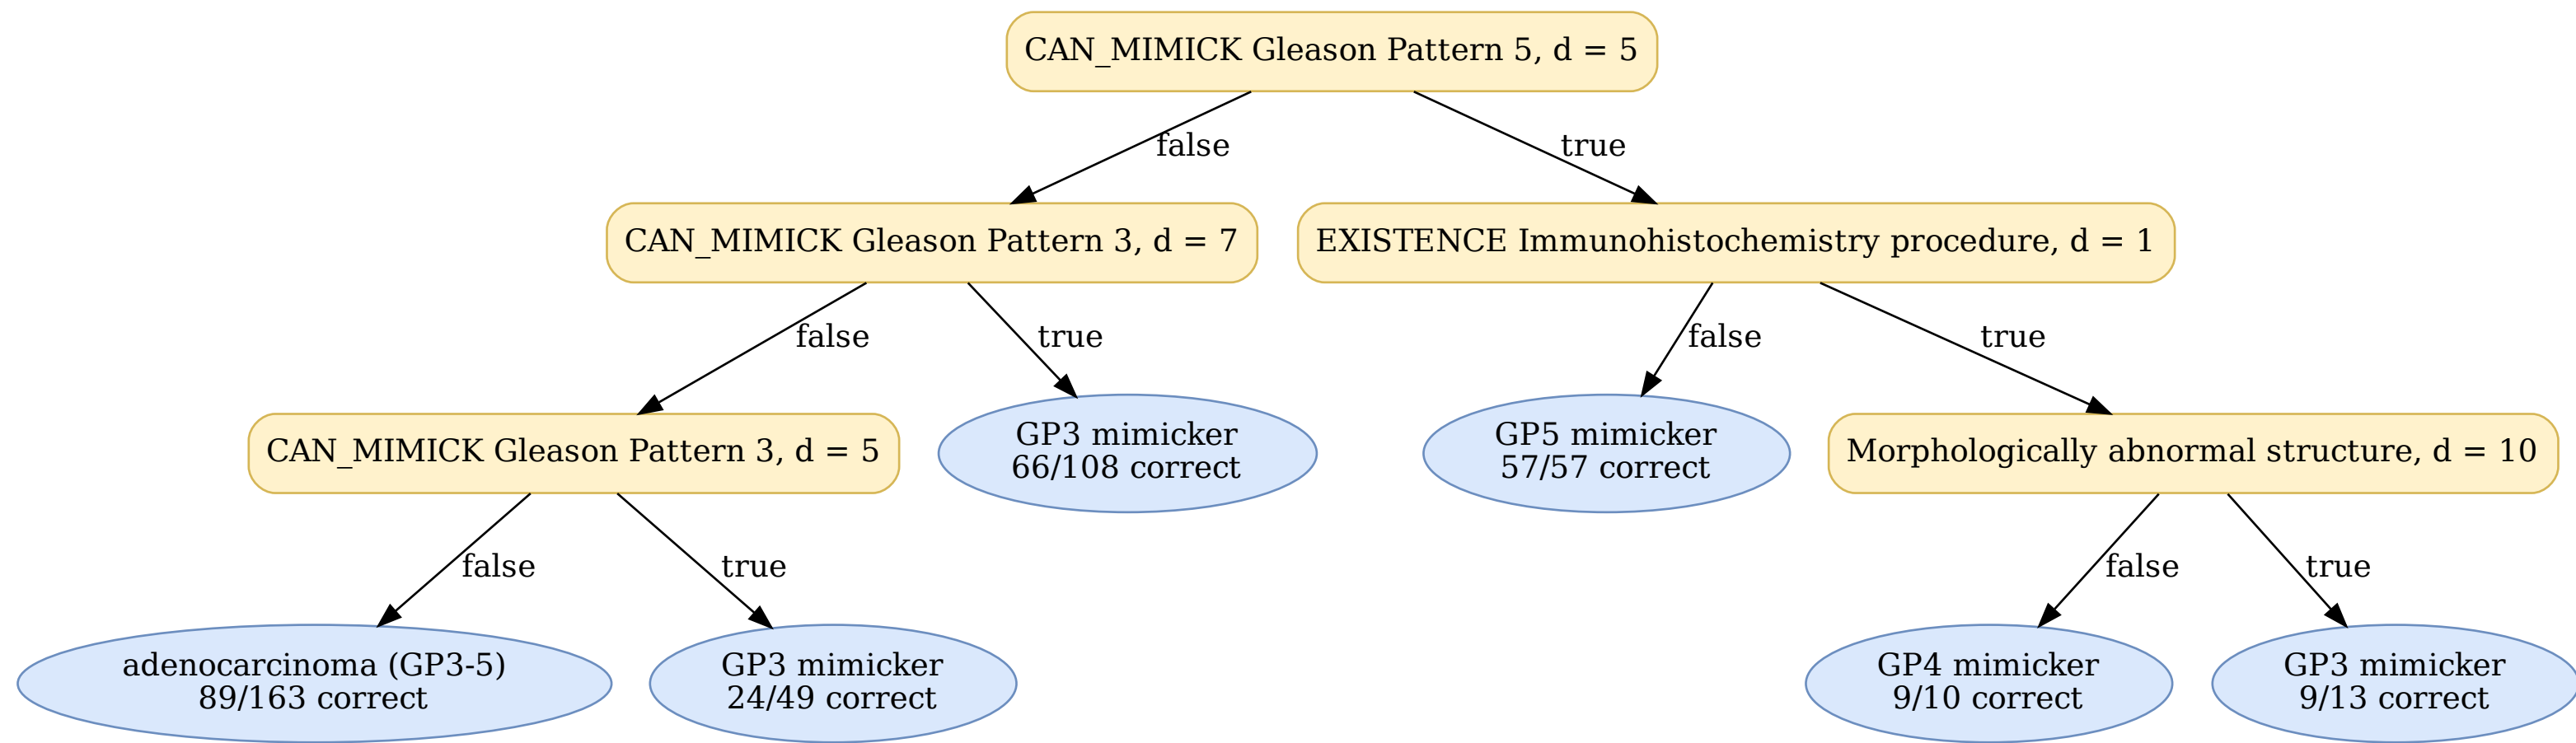 CAN_MIMICK Gleason Pattern 5, d = 5
false
true
CAN_MIMICK Gleason Pattern 3, d = 7
EXISTENCE Immunohistochemistry procedure, d = 1
false
true
false
true
CAN_MIMICK Gleason Pattern 3, d = 5
GP3 mimicker
66/108 correct
GP5 mimicker
57/57 correct
Morphologically abnormal structure, d = 10
false
true
false
true
adenocarcinoma (GP3-5)
89/163 correct
GP3 mimicker
24/49 correct
GP4 mimicker
9/10 correct
GP3 mimicker
9/13 correct